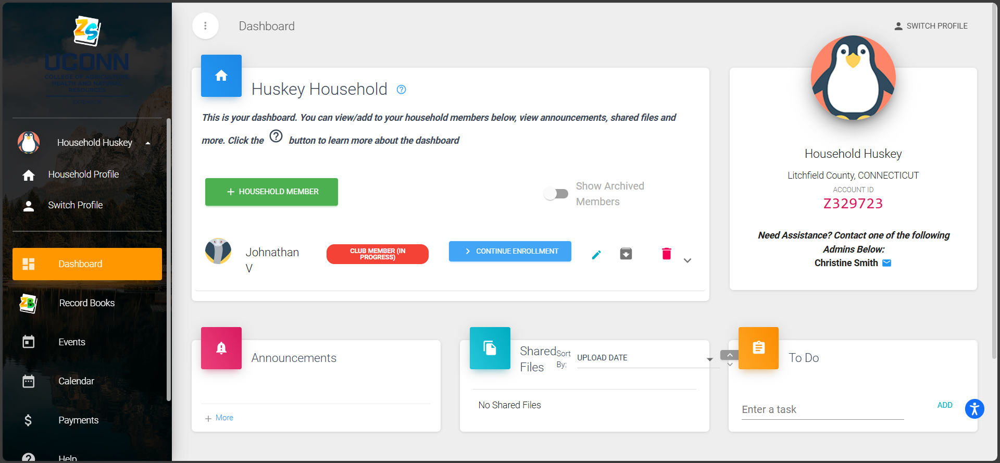 ZS
UCONN
COLLEGE OF AGRICULTURE,
HEALTH AND NATURAL
RESOURCES
EXTENSION
Household Huskey
Household Profile
Switch Profile
Dashboard
ZB
Record Books
Events
Calendar
Payments
Help
Dashboard
SWITCH PROFILE
Huskey Household
This is your dashboard. You can view/add to your household members below, view announcements, shared files and
more. Click the ? button to learn more about the dashboard
+ HOUSEHOLD MEMBER
Show Archived
Members
Johnathan
V
CLUB MEMBER (IN
PROGRESS)
CONTINUE ENROLLMENT
Household Huskey
Litchfield County, CONNECTICUT
ACCOUNT ID
Z329723
Need Assistance? Contact one of the following
Admins Below:
Christine Smith
Announcements
+ More
Shared
Files
Sort
By:
UPLOAD DATE
No Shared Files
To Do
Enter a task
ADD